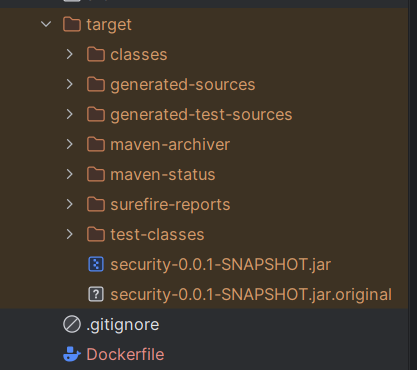 target
classes
generated-sources
generated-test-sources
maven-archiver
maven-status
surefire-reports
test-classes
security-0.0.1-SNAPSHOT.jar
security-0.0.1-SNAPSHOT.jar.original
.gitignore
Dockerfile